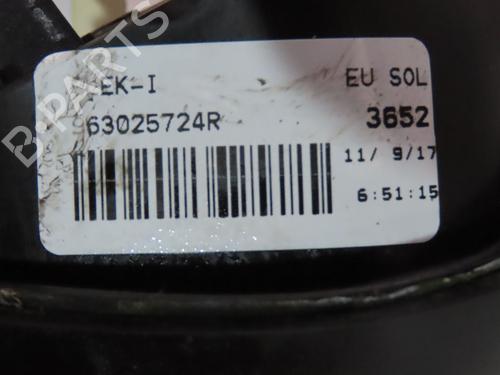 EK-I EU SOL
63025724R 3652
11/ 9/17
6:51:15
B-PARTS